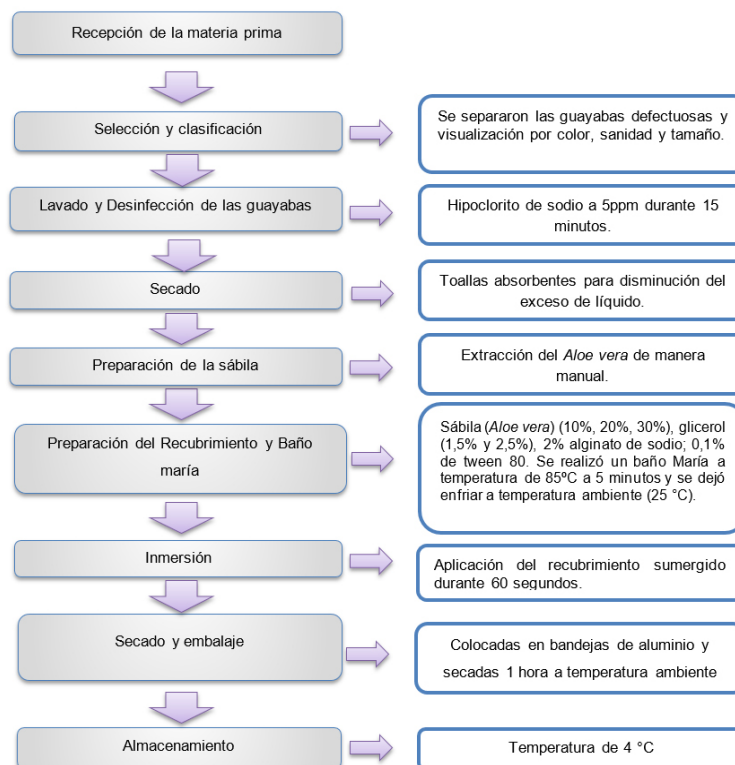 Recepción de la materia prima
Selección y clasificación
Se separaron las guayabas defectuosas y
visualización por color, sanidad y tamaño.
Lavado y Desinfección de las guayabas
Hipoclorito de sodio a 5ppm durante 15
minutos.
Secado
Toallas absorbentes para disminución del
exceso de líquido.
Preparación de la sábila
Extracción del Aloe vera de manera
manual.
Preparación del Recubrimiento y Baño
maría
Sábila (Aloe vera) (10%, 20%, 30%), glicerol
(1,5% y 2,5%), 2% alginato de sodio; 0,1%
de tween 80. Se realizó un baño María a
temperatura de 85ºC a 5 minutos y se dejó
enfriar a temperatura ambiente (25 °C).
Inmersión
Aplicación del recubrimiento sumergido
durante 60 segundos.
Secado y embalaje
Colocadas en bandejas de aluminio y
secadas 1 hora a temperatura ambiente
Almacenamiento
Temperatura de 4 °C